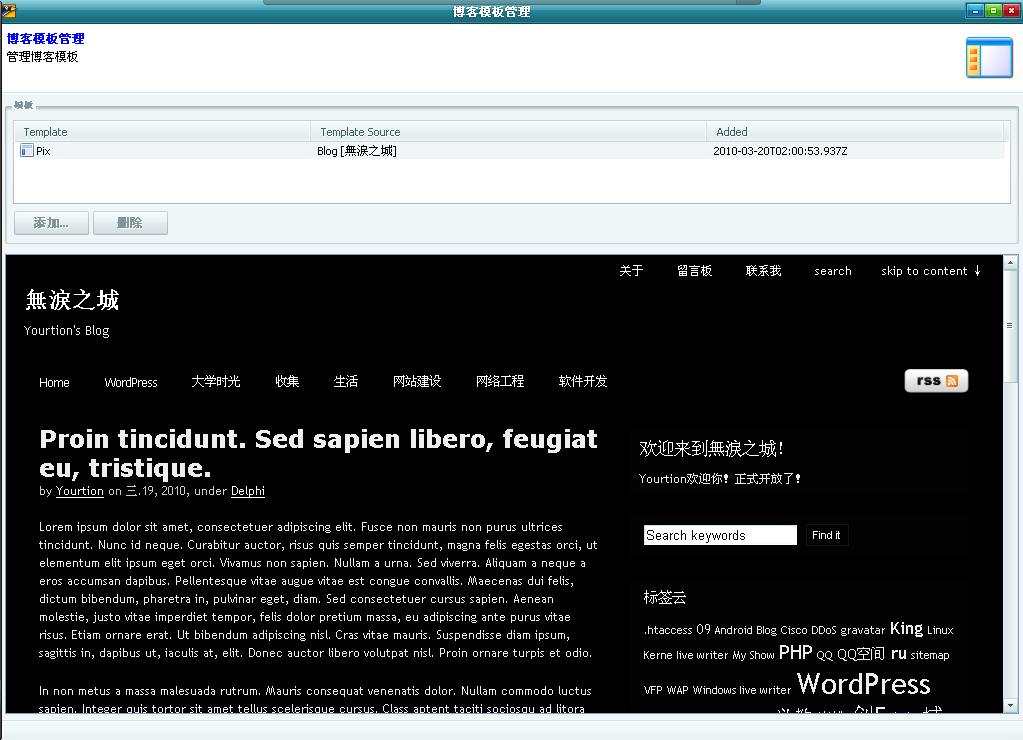 博客模板管理
博客模板管理
管理博客模板
模板
Template Template Source Added
Pix Blog [無淚之城] 2010-03-20T02:00:53.937Z
添加... 删除
关于 留言板 联系我 search skip to content ↓
無淚之城
Yourtion's Blog
Home WordPress 大学时光 收集 生活 网站建设 网络工程 软件开发 rss
Proin tincidunt. Sed sapien libero, feugiat
eu, tristique.
by Yourtion on 三.19, 2010, under Delphi
Lorem ipsum dolor sit amet, consectetuer adipiscing elit. Fusce non mauris non purus ultrices
tincidunt. Nunc id neque. Curabitur auctor, risus quis semper tincidunt, magna felis egestas orci, ut
elementum elit ipsum eget orci. Vivamus non sapien. Nullam a urna. Sed viverra. Aliquam a neque a
eros accumsan dapibus. Pellentesque vitae augue vitae est congue convallis. Maecenas dui felis,
dictum bibendum, pharetra in, pulvinar eget, diam. Sed consectetuer cursus sapien. Aenean
molestie, justo vitae imperdiet tempor, felis dolor pretium massa, eu adipiscing ante purus vitae
risus. Etiam ornare erat. Ut bibendum adipiscing nisl. Cras vitae mauris. Suspendisse diam ipsum,
sagittis in, dapibus ut, iaculis at, elit. Donec auctor libero volutpat nisl. Proin ornare turpis et odio.
In non metus a massa malesuada rutrum. Mauris consequat venenatis dolor. Nullam commodo luctus
sapien. Integer quis tortor sit amet tellus scelerisque cursus. Class aptent taciti sociosqu ad litora
欢迎来到無淚之城!
Yourtion欢迎你! 正式开放了!
Search keywords Find it
标签云
.htaccess 09 Android Blog Cisco DDoS gravatar King Linux
Kerne live writer My Show PHP QQ QQ空间 ru sitemap
VFP WAP Windows live writer WordPress